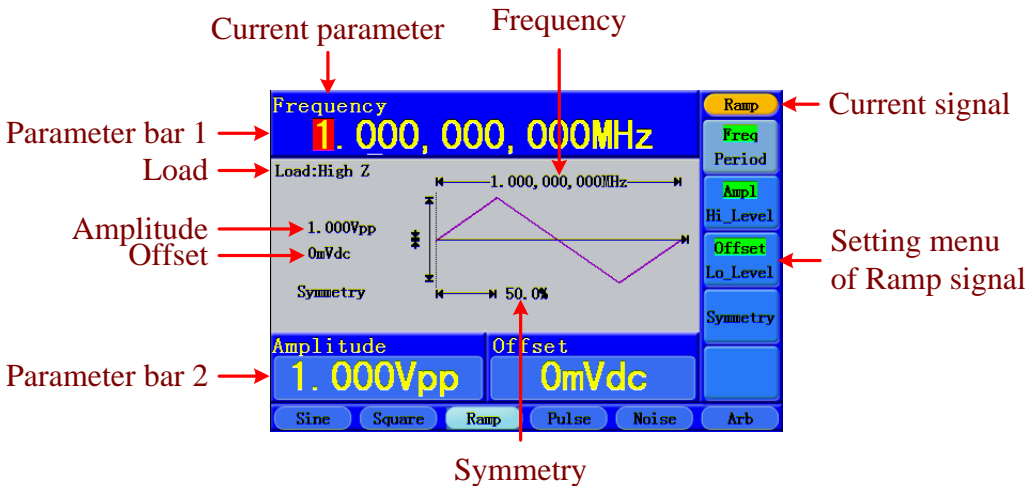 Current parameter
Frequency
Parameter bar 1
Load
Amplitude
Offset
Parameter bar 2
Frequency
1. 000, 000, 000MHz
Load:High Z
1.000,000,000MHz
1.000Vpp
0mVdc
Symmetry
50.0%
Amplitude
1. 000Vpp
Offset
0mVdc
Sine
Square
Ramp
Pulse
Noise
Arb
Ramp
Freq
Period
Ampl
Hi_Level
Offset
Lo_Level
Symmetry
Current signal
Setting menu
of Ramp signal
Symmetry